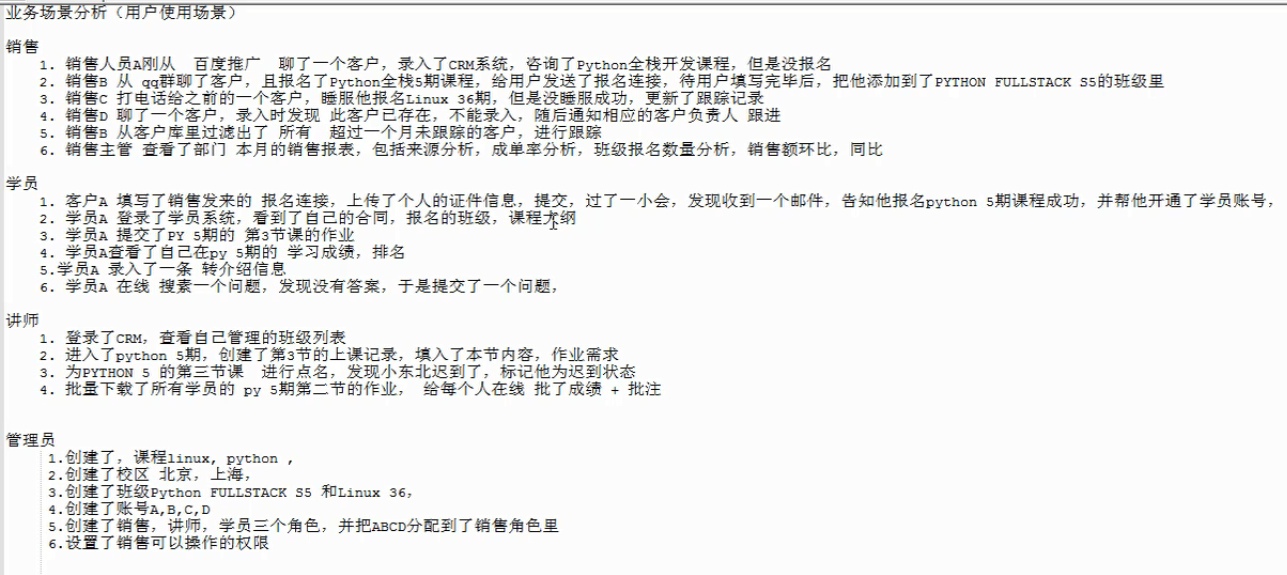 业务场景分析（用户使用场景）
销售
1. 销售人员A刚从 百度推广 聊了一个客户，录入了CRM系统，咨询了Python全栈开发课程，但是没报名
2. 销售B 从 qq群聊了客户，且报名了Python全栈5期课程，给用户发送了报名连接，待用户填写完毕后，把他添加到了PYTHON FULLSTACK S5的班级里
3. 销售C 打电话给之前的一个客户，睡服他报名Linux 36期，但是没睡服成功，更新了跟踪记录
4. 销售D 聊了一个客户，录入时发现 此客户已存在，不能录入，随后通知相应的客户负责人 跟进
5. 销售B 从客户库里过滤出了 所有 超过一个月未跟踪的客户，进行跟踪
6. 销售主管 查看了部门 本月的销售报表，包括来源分析，成单率分析，班级报名数量分析，销售额环比，同比
学员
1. 客户A 填写了销售发来的 报名连接，上传了个人的证件信息，提交，过了一小会，发现收到一个邮件，告知他报名python 5期课程成功，并帮他开通了学员账号，
2. 学员A 登录了学员系统，看到了自己的合同，报名的班级，课程大纲
3. 学员A 提交了PY 5期的 第3节课的作业
4. 学员A查看了自己在py 5期的 学习成绩，排名
5.学员A 录入了一条 转介绍信息
6. 学员A 在线 搜素一个问题，发现没有答案，于是提交了一个问题，
讲师
1. 登录了CRM，查看自己管理的班级列表
2. 进入了python 5期，创建了第3节的上课记录，填入了本节内容，作业需求
3. 为PYTHON 5 的第三节课 进行点名，发现小东北迟到了，标记他为迟到状态
4. 批量下载了所有学员的 py 5期第二节的作业， 给每个人在线 批了成绩 + 批注
管理员
1.创建了，课程linux, python ,
2.创建了校区 北京，上海，
3.创建了班级Python FULLSTACK S5 和Linux 36，
4.创建了账号A,B,C,D
5.创建了销售，讲师，学员三个角色，并把ABCD分配到了销售角色里
6.设置了销售可以操作的权限